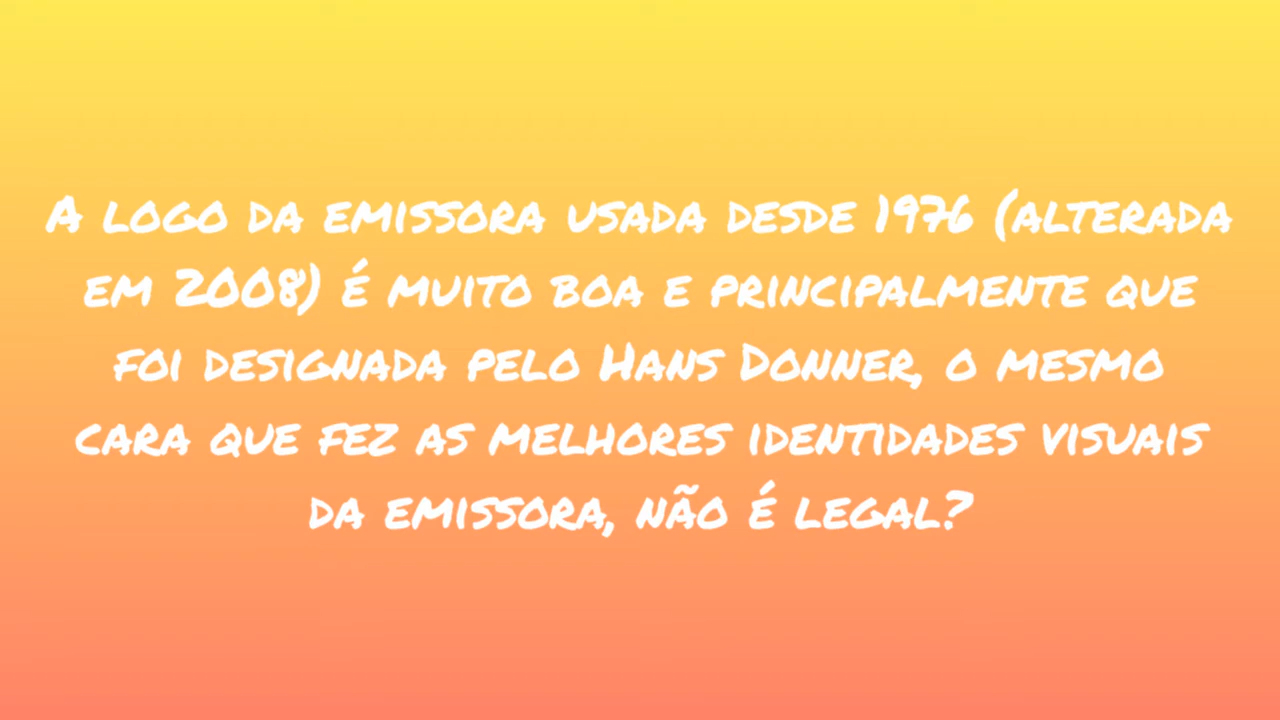 A logo da emissora usada desde 1976 (alterada
em 2008) é muito boa e principalmente que
foi designada pelo Hans Donner, o mesmo
cara que fez as melhores identidades visuais
da emissora, não é legal?